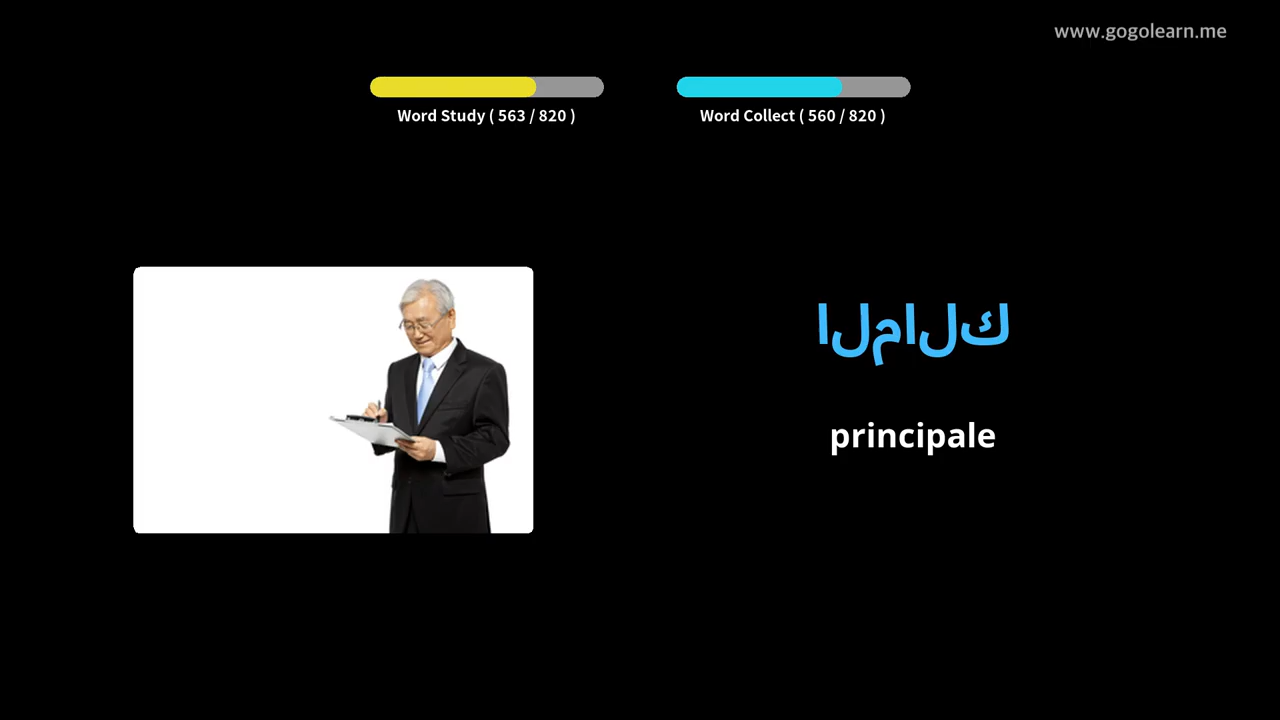 www.gogolearn.me
Word Study ( 563 / 820 )
Word Collect ( 560 / 820 )
المالك
principale